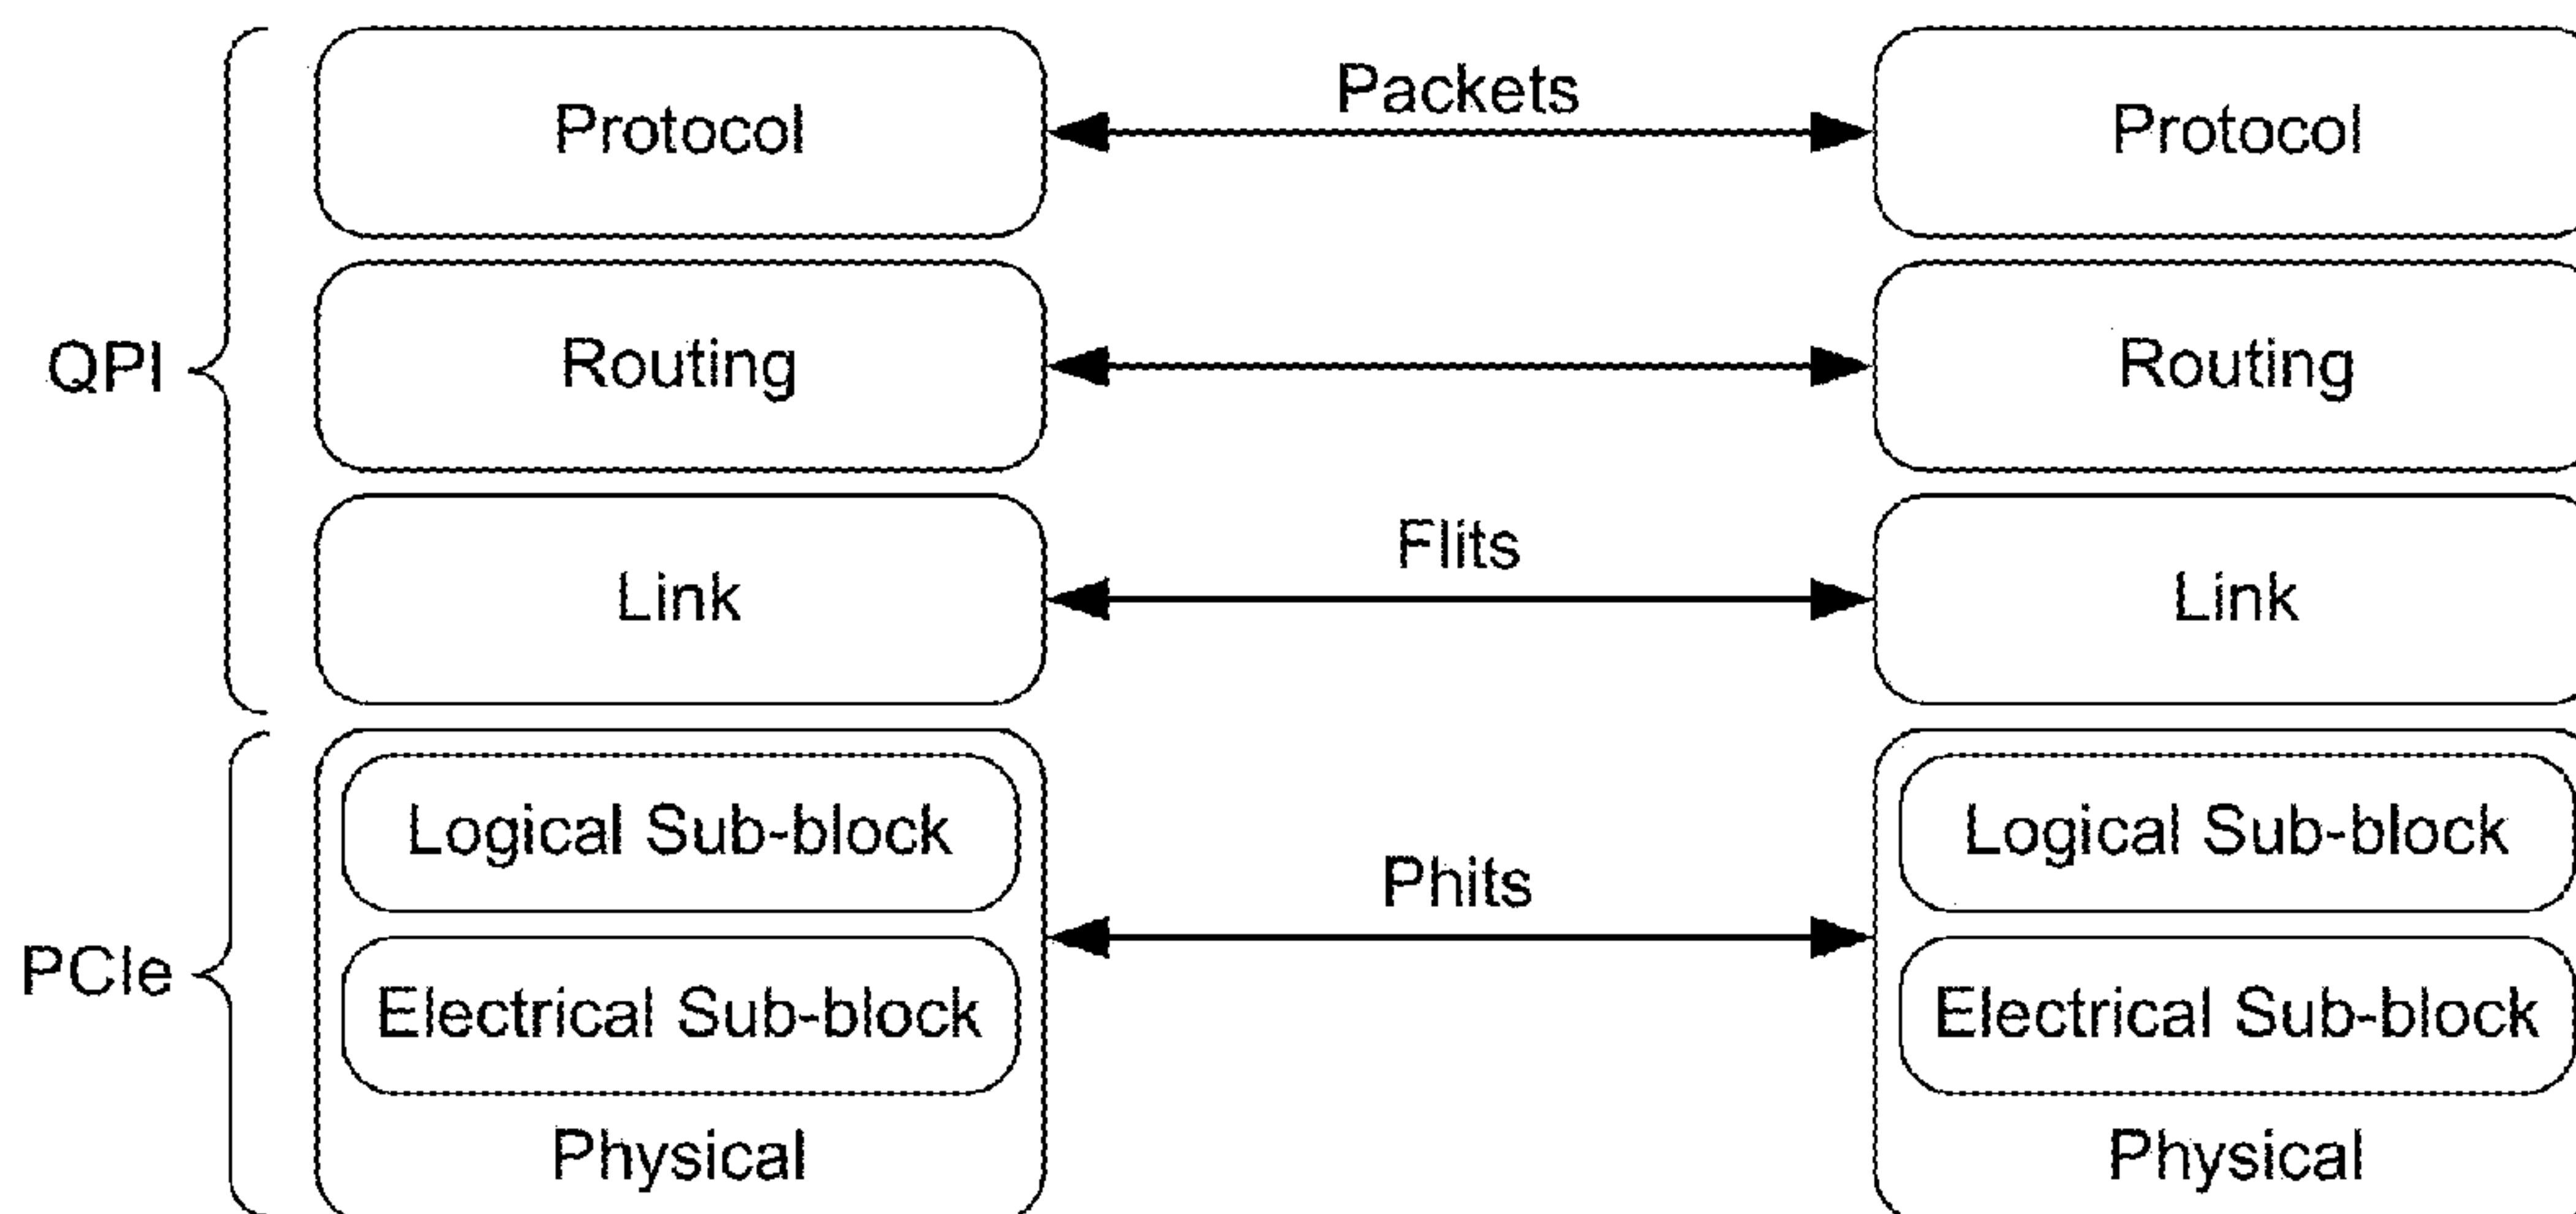 Protocol
Packets
Protocol
QPI
Routing
Routing
Link
Flits
Link
PCIe
Logical Sub-block
Electrical Sub-block
Physical
Phits
Logical Sub-block
Electrical Sub-block
Physical